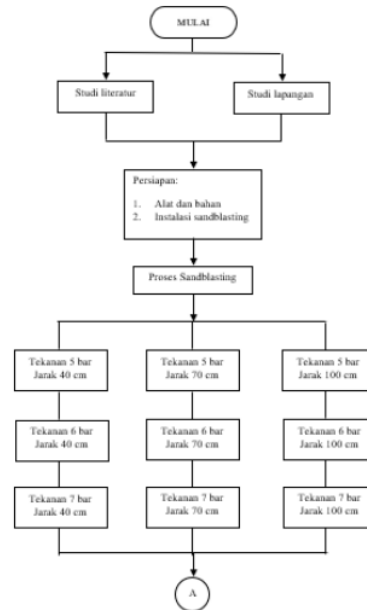 MULAI
Studi literatur
Studi lapangan
Persiapan:
1. Alat dan bahan
2. Instalasi sandblasting
Proses Sandblasting
Tekanan 5 bar
Jarak 40 cm
Tekanan 5 bar
Jarak 70 cm
Tekanan 5 bar
Jarak 100 cm
Tekanan 6 bar
Jarak 40 cm
Tekanan 6 bar
Jarak 70 cm
Tekanan 6 bar
Jarak 100 cm
Tekanan 7 bar
Jarak 40 cm
Tekanan 7 bar
Jarak 70 cm
Tekanan 7 bar
Jarak 100 cm
A